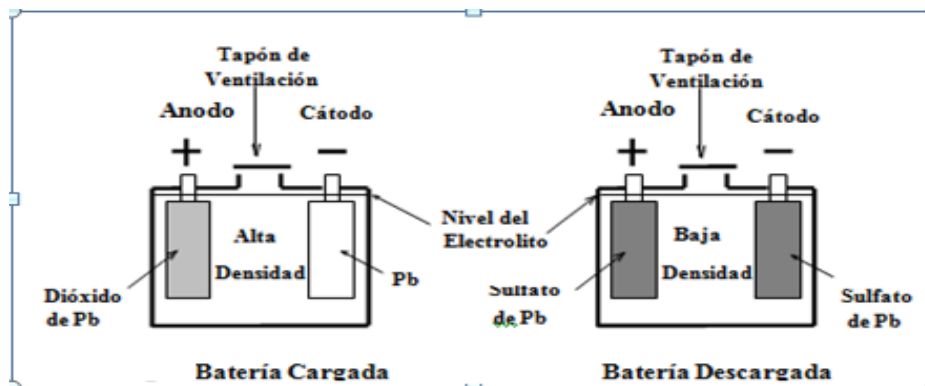 Tapón de
Ventilación
Anodo
Cátodo
+
−
Alta
Densidad
Dióxido
de Pb
Pb
Nivel del
Electrolito
Batería Cargada
Tapón de
Ventilación
Anodo
Cátodo
+
−
Baja
Densidad
Sulfato
de Pb
Sulfato
de Pb
Batería Descargada